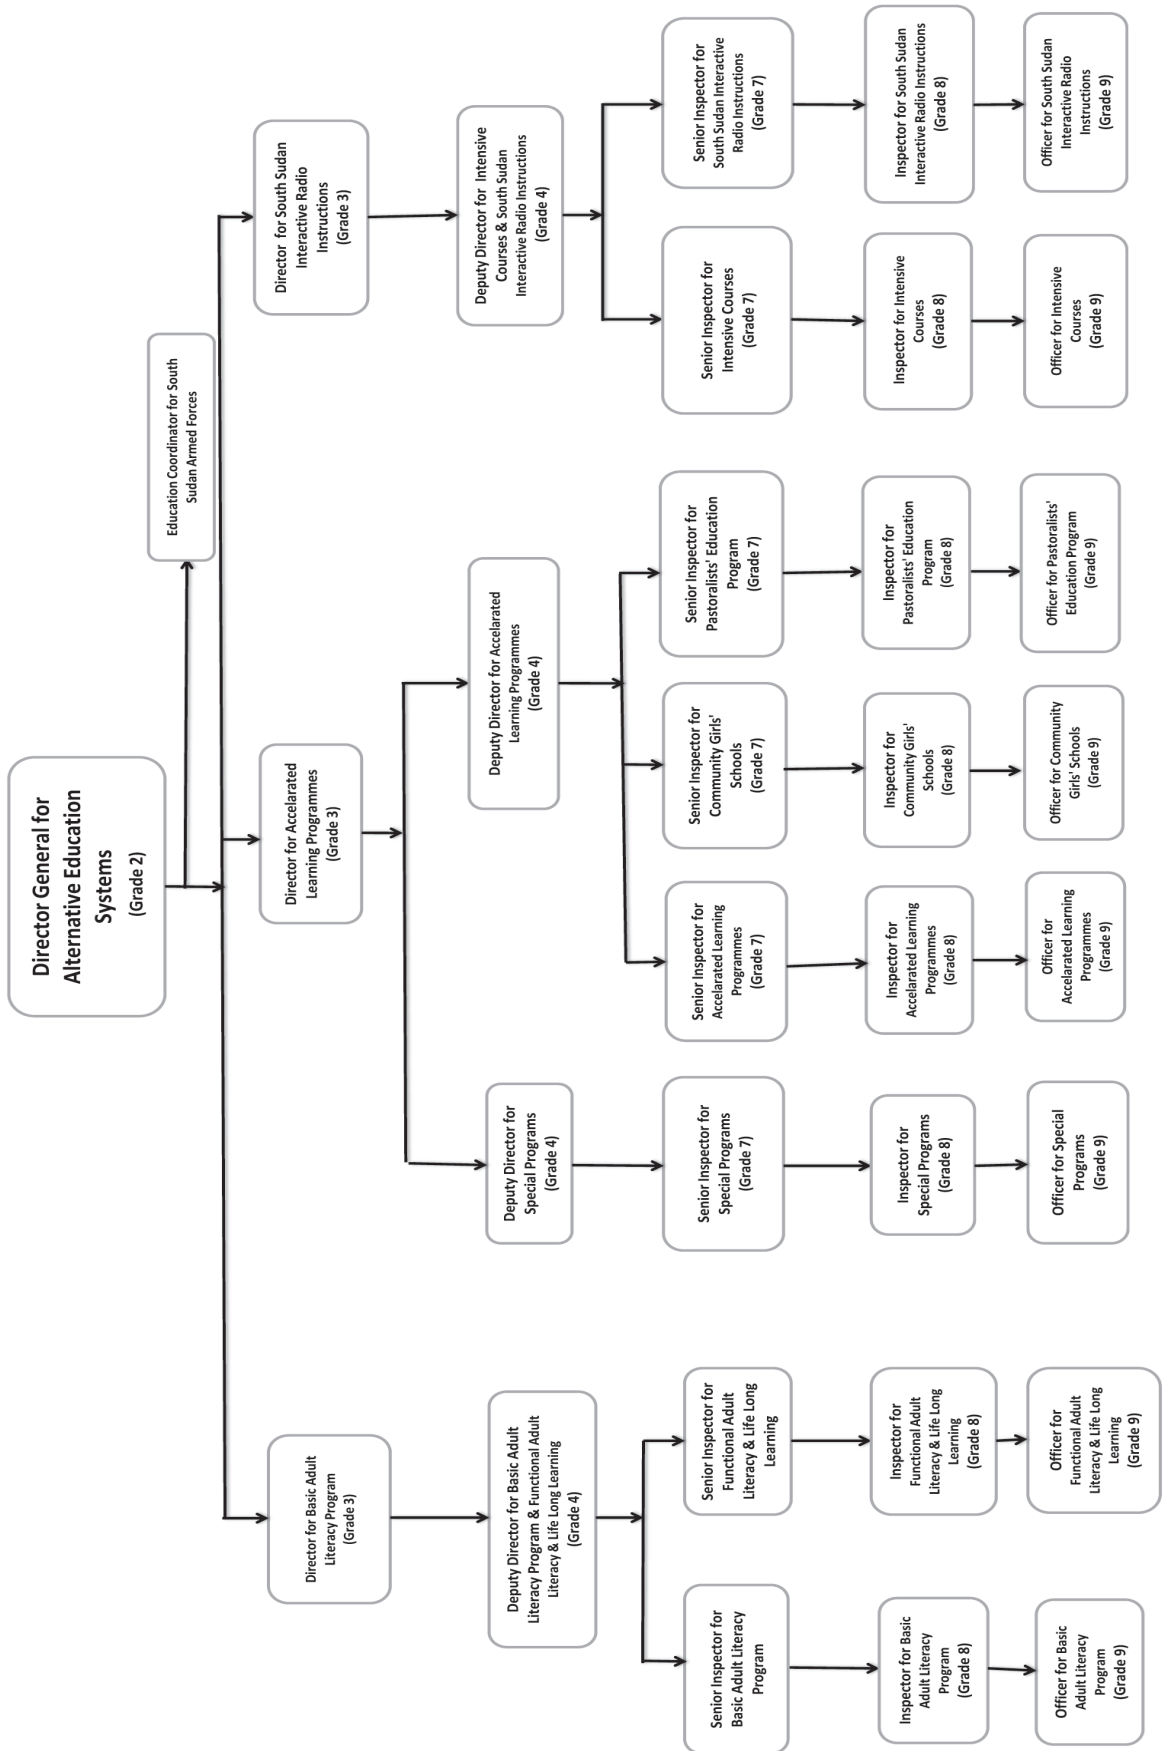 Director General for
Alternative Education
Systems
(Grade 2)
Education Coordinator for South
Sudan Armed Forces
Director for Basic Adult
Literacy Program
(Grade 3)
Director for Accelarated
Learning Programmes
(Grade 3)
Director  for South Sudan
Interactive Radio
Instructions
(Grade 3)
Deputy Director for Basic Adult
Literacy Program & Functional Adult
Literacy & Life Long Learning
(Grade 4)
Deputy Director for
Special Programs
(Grade 4)
Deputy Director for Accelarated
Learning Programmes
(Grade 4)
Deputy Director for  Intensive
Courses & South Sudan
Interactive Radio Instructions
(Grade 4)
Senior Inspector for
Basic Adult Literacy
Program
Senior Inspector for
Functional Adult
Literacy & Life Long
Learning
Senior Inspector for
Special Programs
(Grade 7)
Senior Inspector for
Accelarated Learning
Programmes
(Grade 7)
Senior Inspector for
Community Girls'
Schools
(Grade 7)
Senior Inspector for
Pastoralists' Education
Program
(Grade 7)
Senior Inspector for
Intensive Courses
(Grade 7)
Senior Inspector for
South Sudan Interactive
Radio Instructions
(Grade 7)
Inspector for Basic
Adult Literacy
Program
(Grade 8)
Inspector for
Functional Adult
Literacy & Life Long
Learning
(Grade 8)
Inspector for
Special Programs
(Grade 8)
Inspector for
Accelarated Learning
Programmes
(Grade 8)
Inspector for
Community Girls'
Schools
(Grade 8)
Inspector for
Pastoralists' Education
Program
(Grade 8)
Inspector for Intensive
Courses
(Grade 8)
Inspector for South Sudan
Interactive Radio Instructions
(Grade 8)
Officer for Basic
Adult Literacy
Program
(Grade 9)
Officer for
Functional Adult
Literacy & Life Long
Learning
(Grade 9)
Officer for Special
Programs
(Grade 9)
Officer for
Accelarated Learning
Programmes
(Grade 9)
Officer for Community
Girls' Schools
(Grade 9)
Officer for Pastoralists'
Education Program
(Grade 9)
Officer for Intensive
Courses
(Grade 9)
Officer for South Sudan
Interactive Radio
Instructions
(Grade 9)